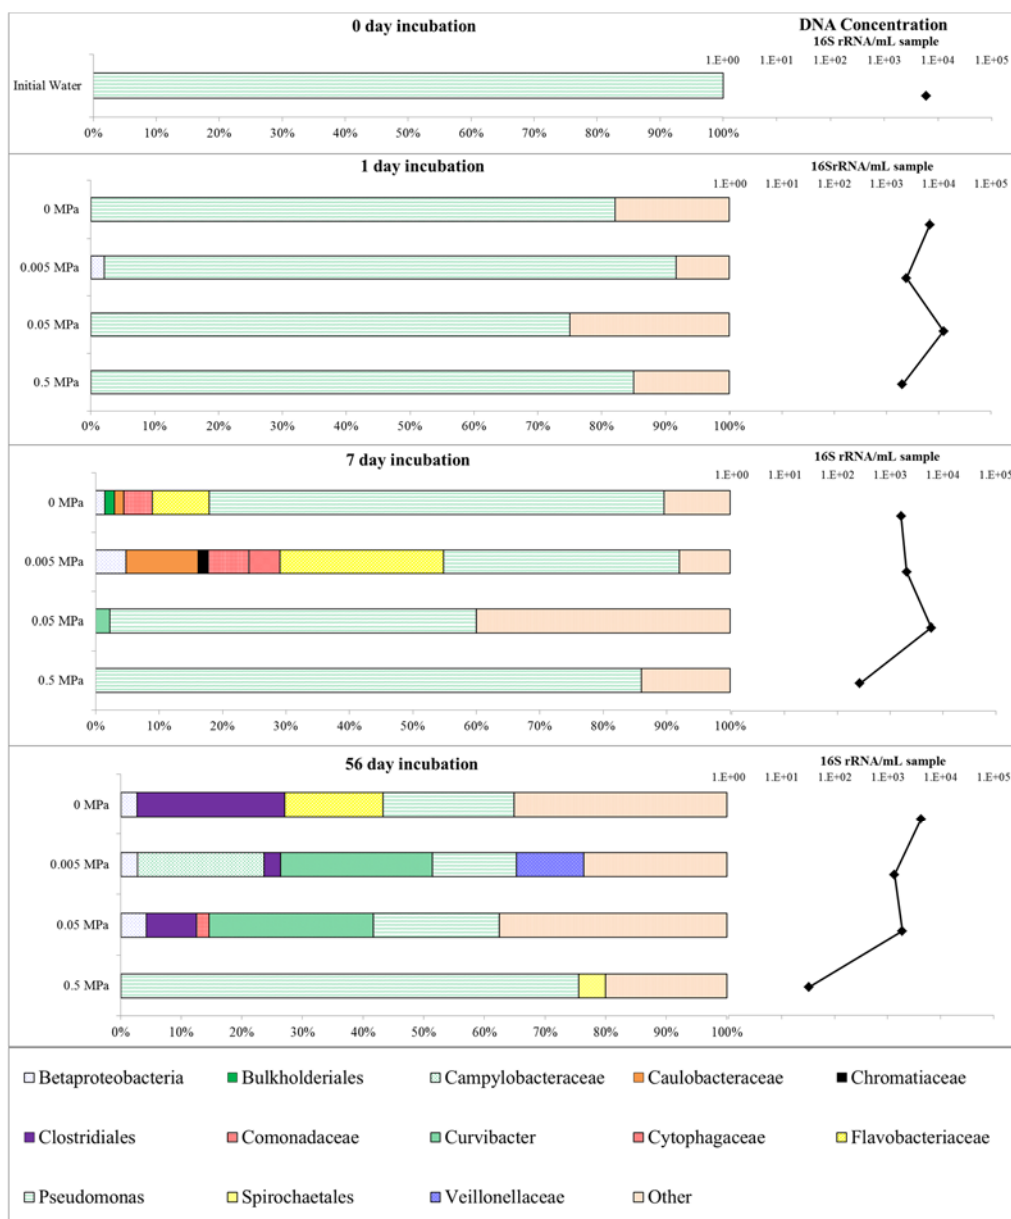 0 day incubation
DNA Concentration
16S rRNA/mL sample
1.E+00 1.E+01 1.E+02 1.E+03 1.E+04 1.E+05
Initial Water
0% 10% 20% 30% 40% 50% 60% 70% 80% 90% 100%
1 day incubation
16SrRNA/mL sample
1.E+00 1.E+01 1.E+02 1.E+03 1.E+04 1.E+05
0 MPa
0.005 MPa
0.05 MPa
0.5 MPa
0% 10% 20% 30% 40% 50% 60% 70% 80% 90% 100%
7 day incubation
16S rRNA/mL sample
1.E+00 1.E+01 1.E+02 1.E+03 1.E+04 1.E+05
0 MPa
0.005 MPa
0.05 MPa
0.5 MPa
0% 10% 20% 30% 40% 50% 60% 70% 80% 90% 100%
56 day incubation
16S rRNA/mL sample
1.E+00 1.E+01 1.E+02 1.E+03 1.E+04 1.E+05
0 MPa
0.005 MPa
0.05 MPa
0.5 MPa
0% 10% 20% 30% 40% 50% 60% 70% 80% 90% 100%
Betaproteobacteria Bulkholderiales Campylobacteraceae Caulobacteraceae Chromatiaceae
Clostridiales Comonadaceae Curvibacter Cytophagaceae Flavobacteriaceae
Pseudomonas Spirochaetales Veillonellaceae Other